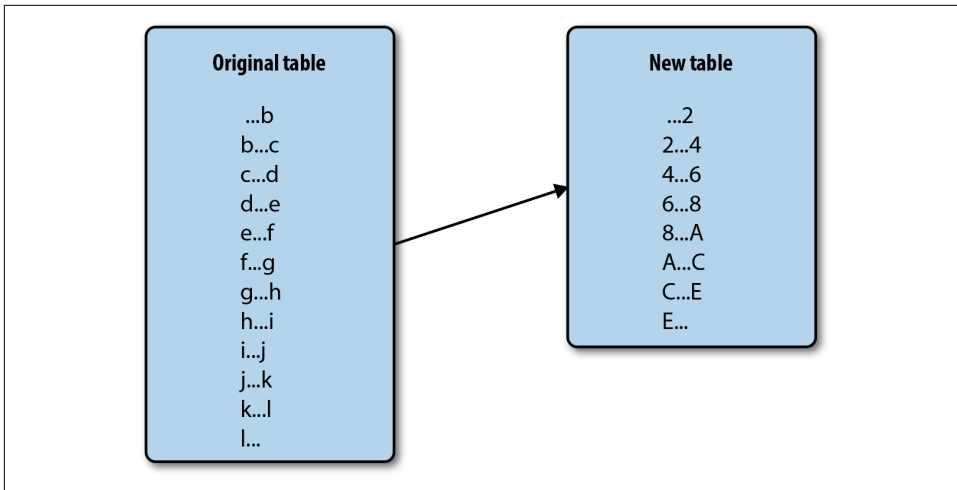 Original table
...b
b...c
c...d
d...e
e...f
f...g
g...h
h...i
i...j
j...k
k...l
l...
New table
...2
2...4
4...6
6...8
8...A
A...C
C...E
E...